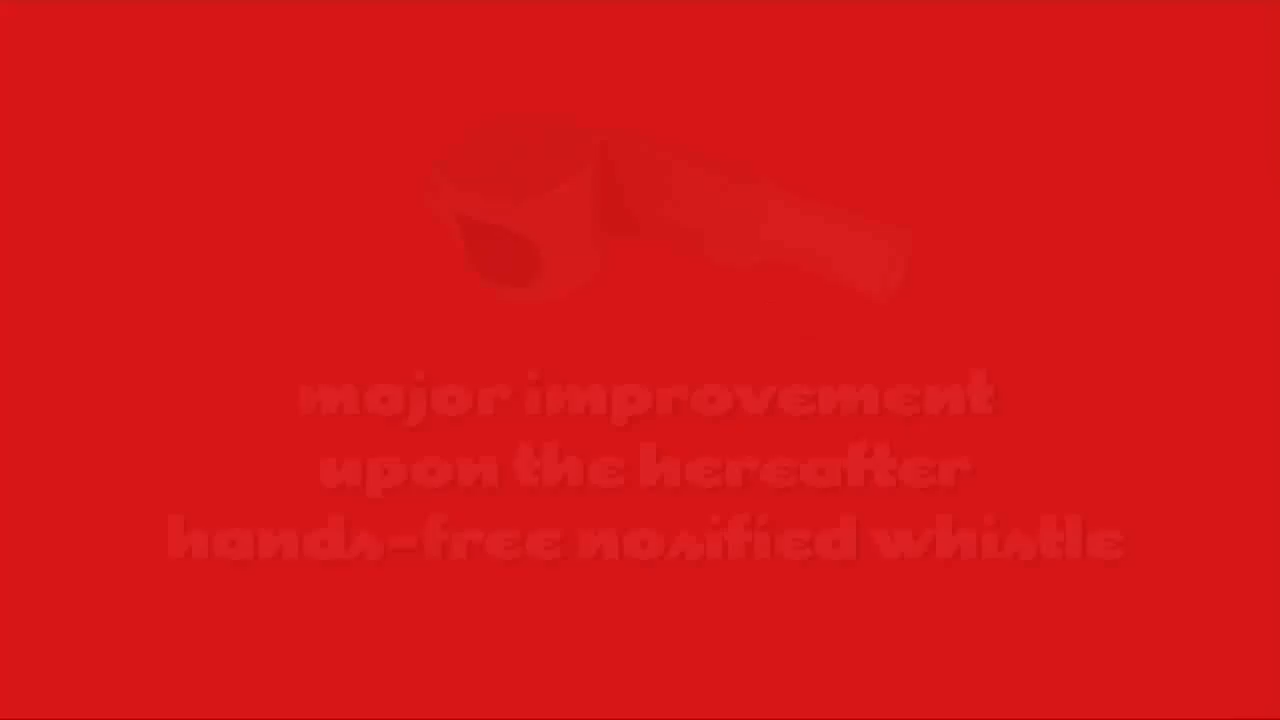 major improvement
upon the hereafter
hands-free nosified whistle